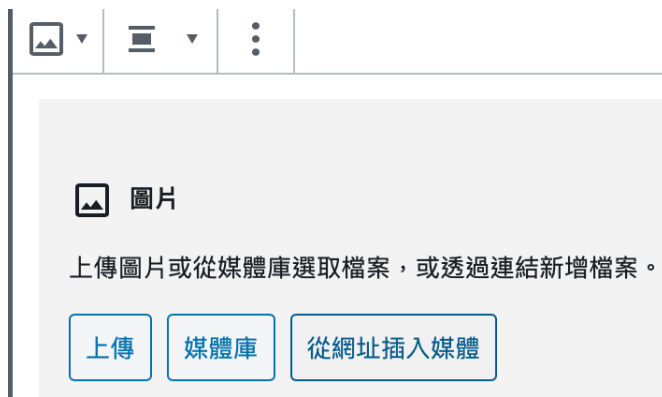 圖片
上傳圖片或從媒體庫選取檔案，或透過連結新增檔案。
上傳
媒體庫
從網址插入媒體